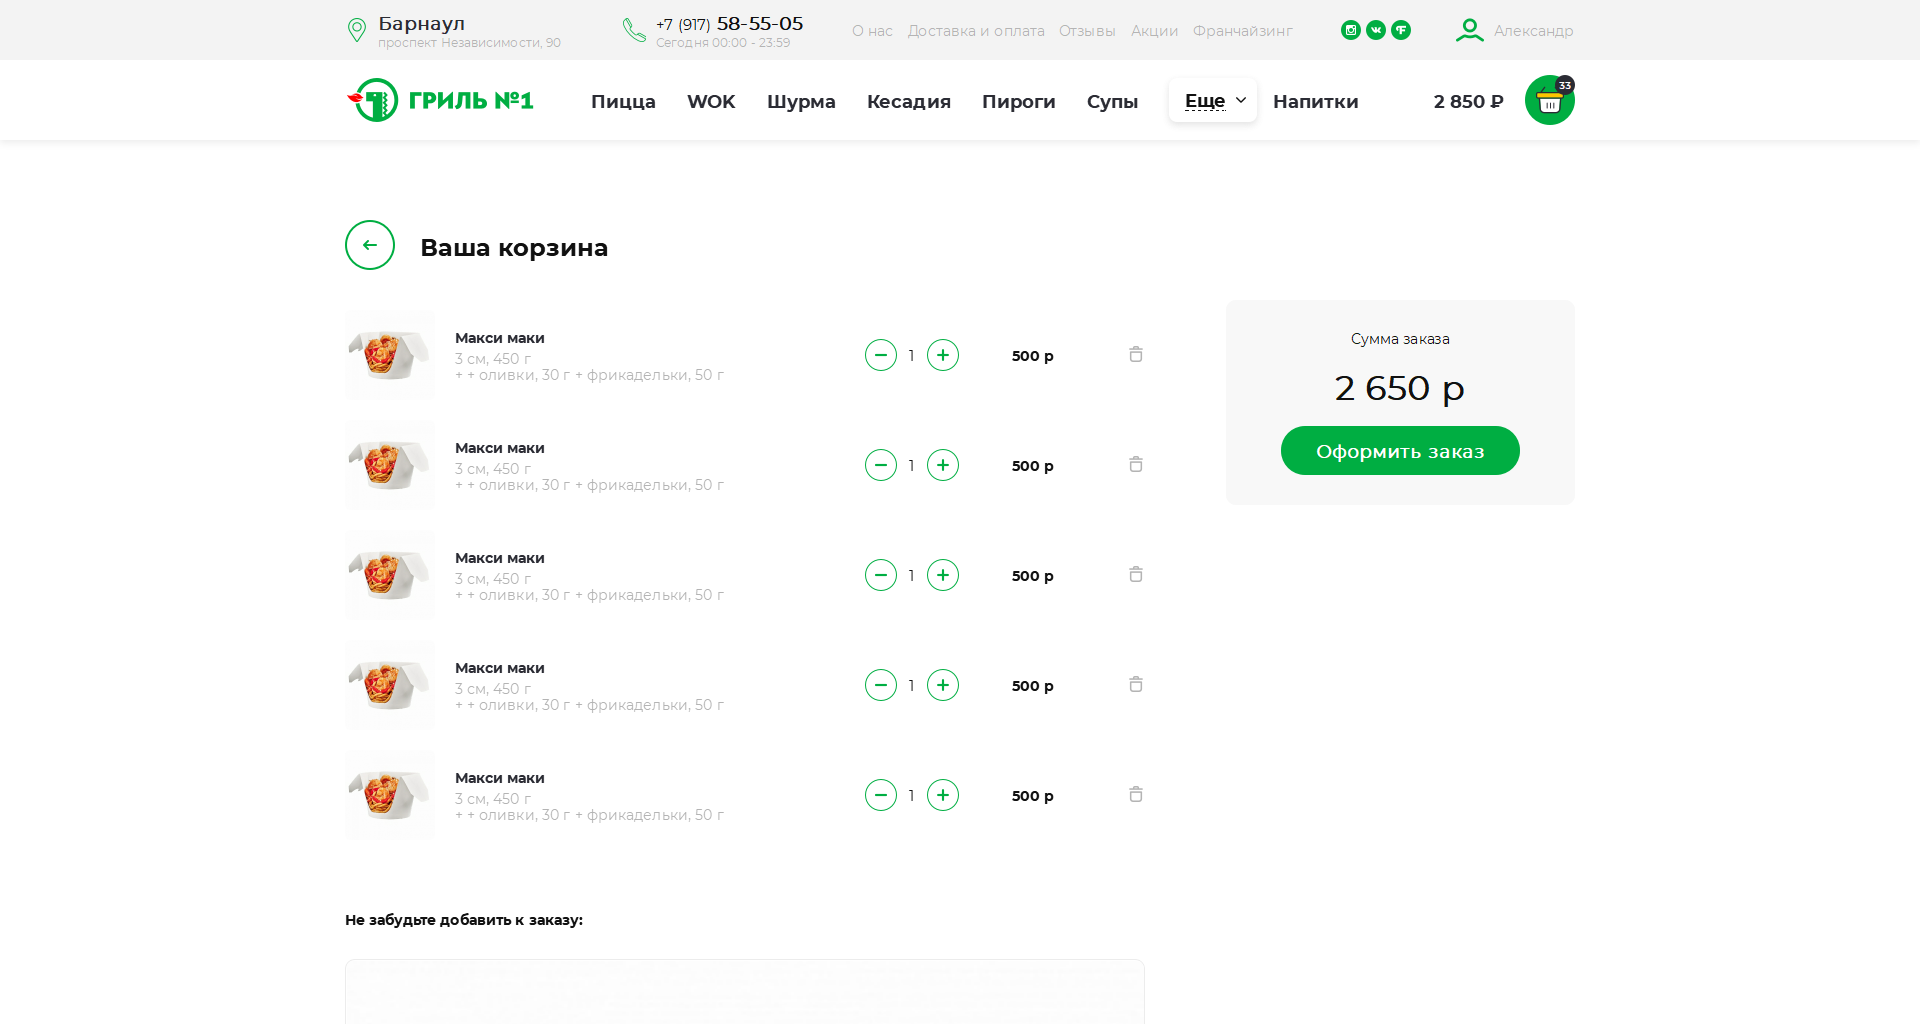 Барнаул
проспект Независимости, 90
+7 (917) 58-55-05
Сегодня 00:00 - 23:59
О нас Доставка и оплата Отзывы Акции Франчайзинг
Александр
ГРИЛЬ №1
Пицца WOK Шурма Кесадия Пироги Супы Еще Напитки
2 850 ₽
33
Ваша корзина
Макси маки
3 см, 450 г
+ + оливки, 30 г + фрикадельки, 50 г
1
500 р
Макси маки
3 см, 450 г
+ + оливки, 30 г + фрикадельки, 50 г
1
500 р
Макси маки
3 см, 450 г
+ + оливки, 30 г + фрикадельки, 50 г
1
500 р
Макси маки
3 см, 450 г
+ + оливки, 30 г + фрикадельки, 50 г
1
500 р
Макси маки
3 см, 450 г
+ + оливки, 30 г + фрикадельки, 50 г
1
500 р
Сумма заказа
2 650 р
Оформить заказ
Не забудьте добавить к заказу: